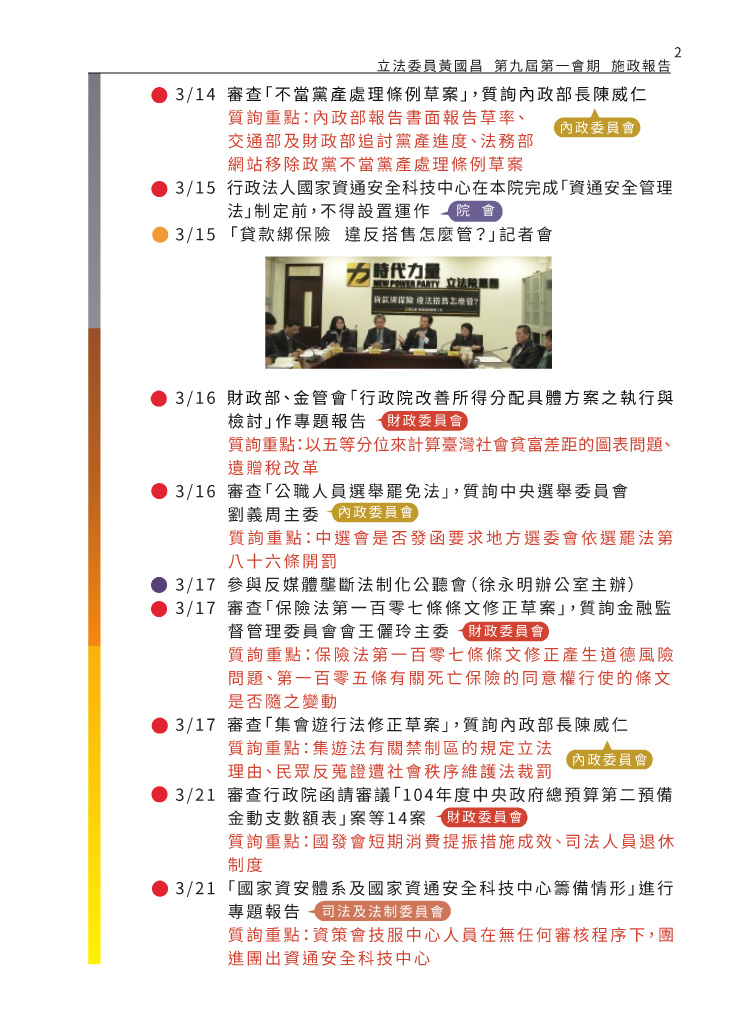 2
立法委員黃國昌 第九屆第一會期 施政報告
3/14 審查「不當黨產處理條例草案」，質詢內政部長陳威仁
質詢重點：內政部報告書面報告草率、
內政委員會
交通部及財政部追討黨產進度、法務部
網站移除政黨不當黨產處理條例草案
3/15 行政法人國家資通安全科技中心在本院完成「資通安全管理
法」制定前，不得設置運作 院 會
3/15 「貸款綁保險 違反搭售怎麼管？」記者會
時代力量
NEW POWER PARTY 立法院黨團
貸款綁保險 違法搭售怎麼管?
3/16 財政部、金管會「行政院改善所得分配具體方案之執行與
檢討」作專題報告 財政委員會
質詢重點：以五等分位來計算臺灣社會貧富差距的圖表問題、
遺贈稅改革
3/16 審查「公職人員選舉罷免法」，質詢中央選舉委員會
劉義周主委 內政委員會
質詢重點：中選會是否發函要求地方選委會依選罷法第
八十六條開罰
3/17 參與反媒體壟斷法制化公聽會（徐永明辦公室主辦）
3/17 審查「保險法第一百零七條條文修正草案」，質詢金融監
督管理委員會會王儷玲主委 財政委員會
質詢重點：保險法第一百零七條條文修正產生道德風險
問題、第一百零五條有關死亡保險的同意權行使的條文
是否隨之變動
3/17 審查「集會遊行法修正草案」，質詢內政部長陳威仁
質詢重點：集遊法有關禁制區的規定立法
內政委員會
理由、民眾反蒐證遭社會秩序維護法裁罰
3/21 審查行政院函請審議「104年度中央政府總預算第二預備
金動支數額表」案等14案 財政委員會
質詢重點：國發會短期消費提振措施成效、司法人員退休
制度
3/21 「國家資安體系及國家資通安全科技中心籌備情形」進行
專題報告 司法及法制委員會
質詢重點：資策會技服中心人員在無任何審核程序下，團
進團出資通安全科技中心